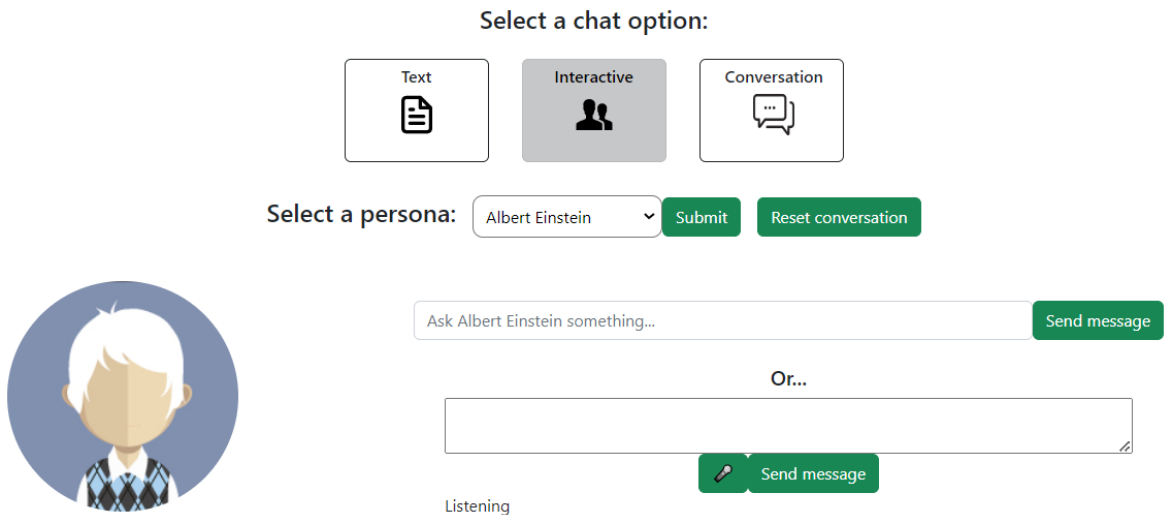 Select a chat option:
Text Interactive Conversation
Select a persona: Albert Einstein Submit Reset conversation
Ask Albert Einstein something... Send message
Or...
Send message
Listening